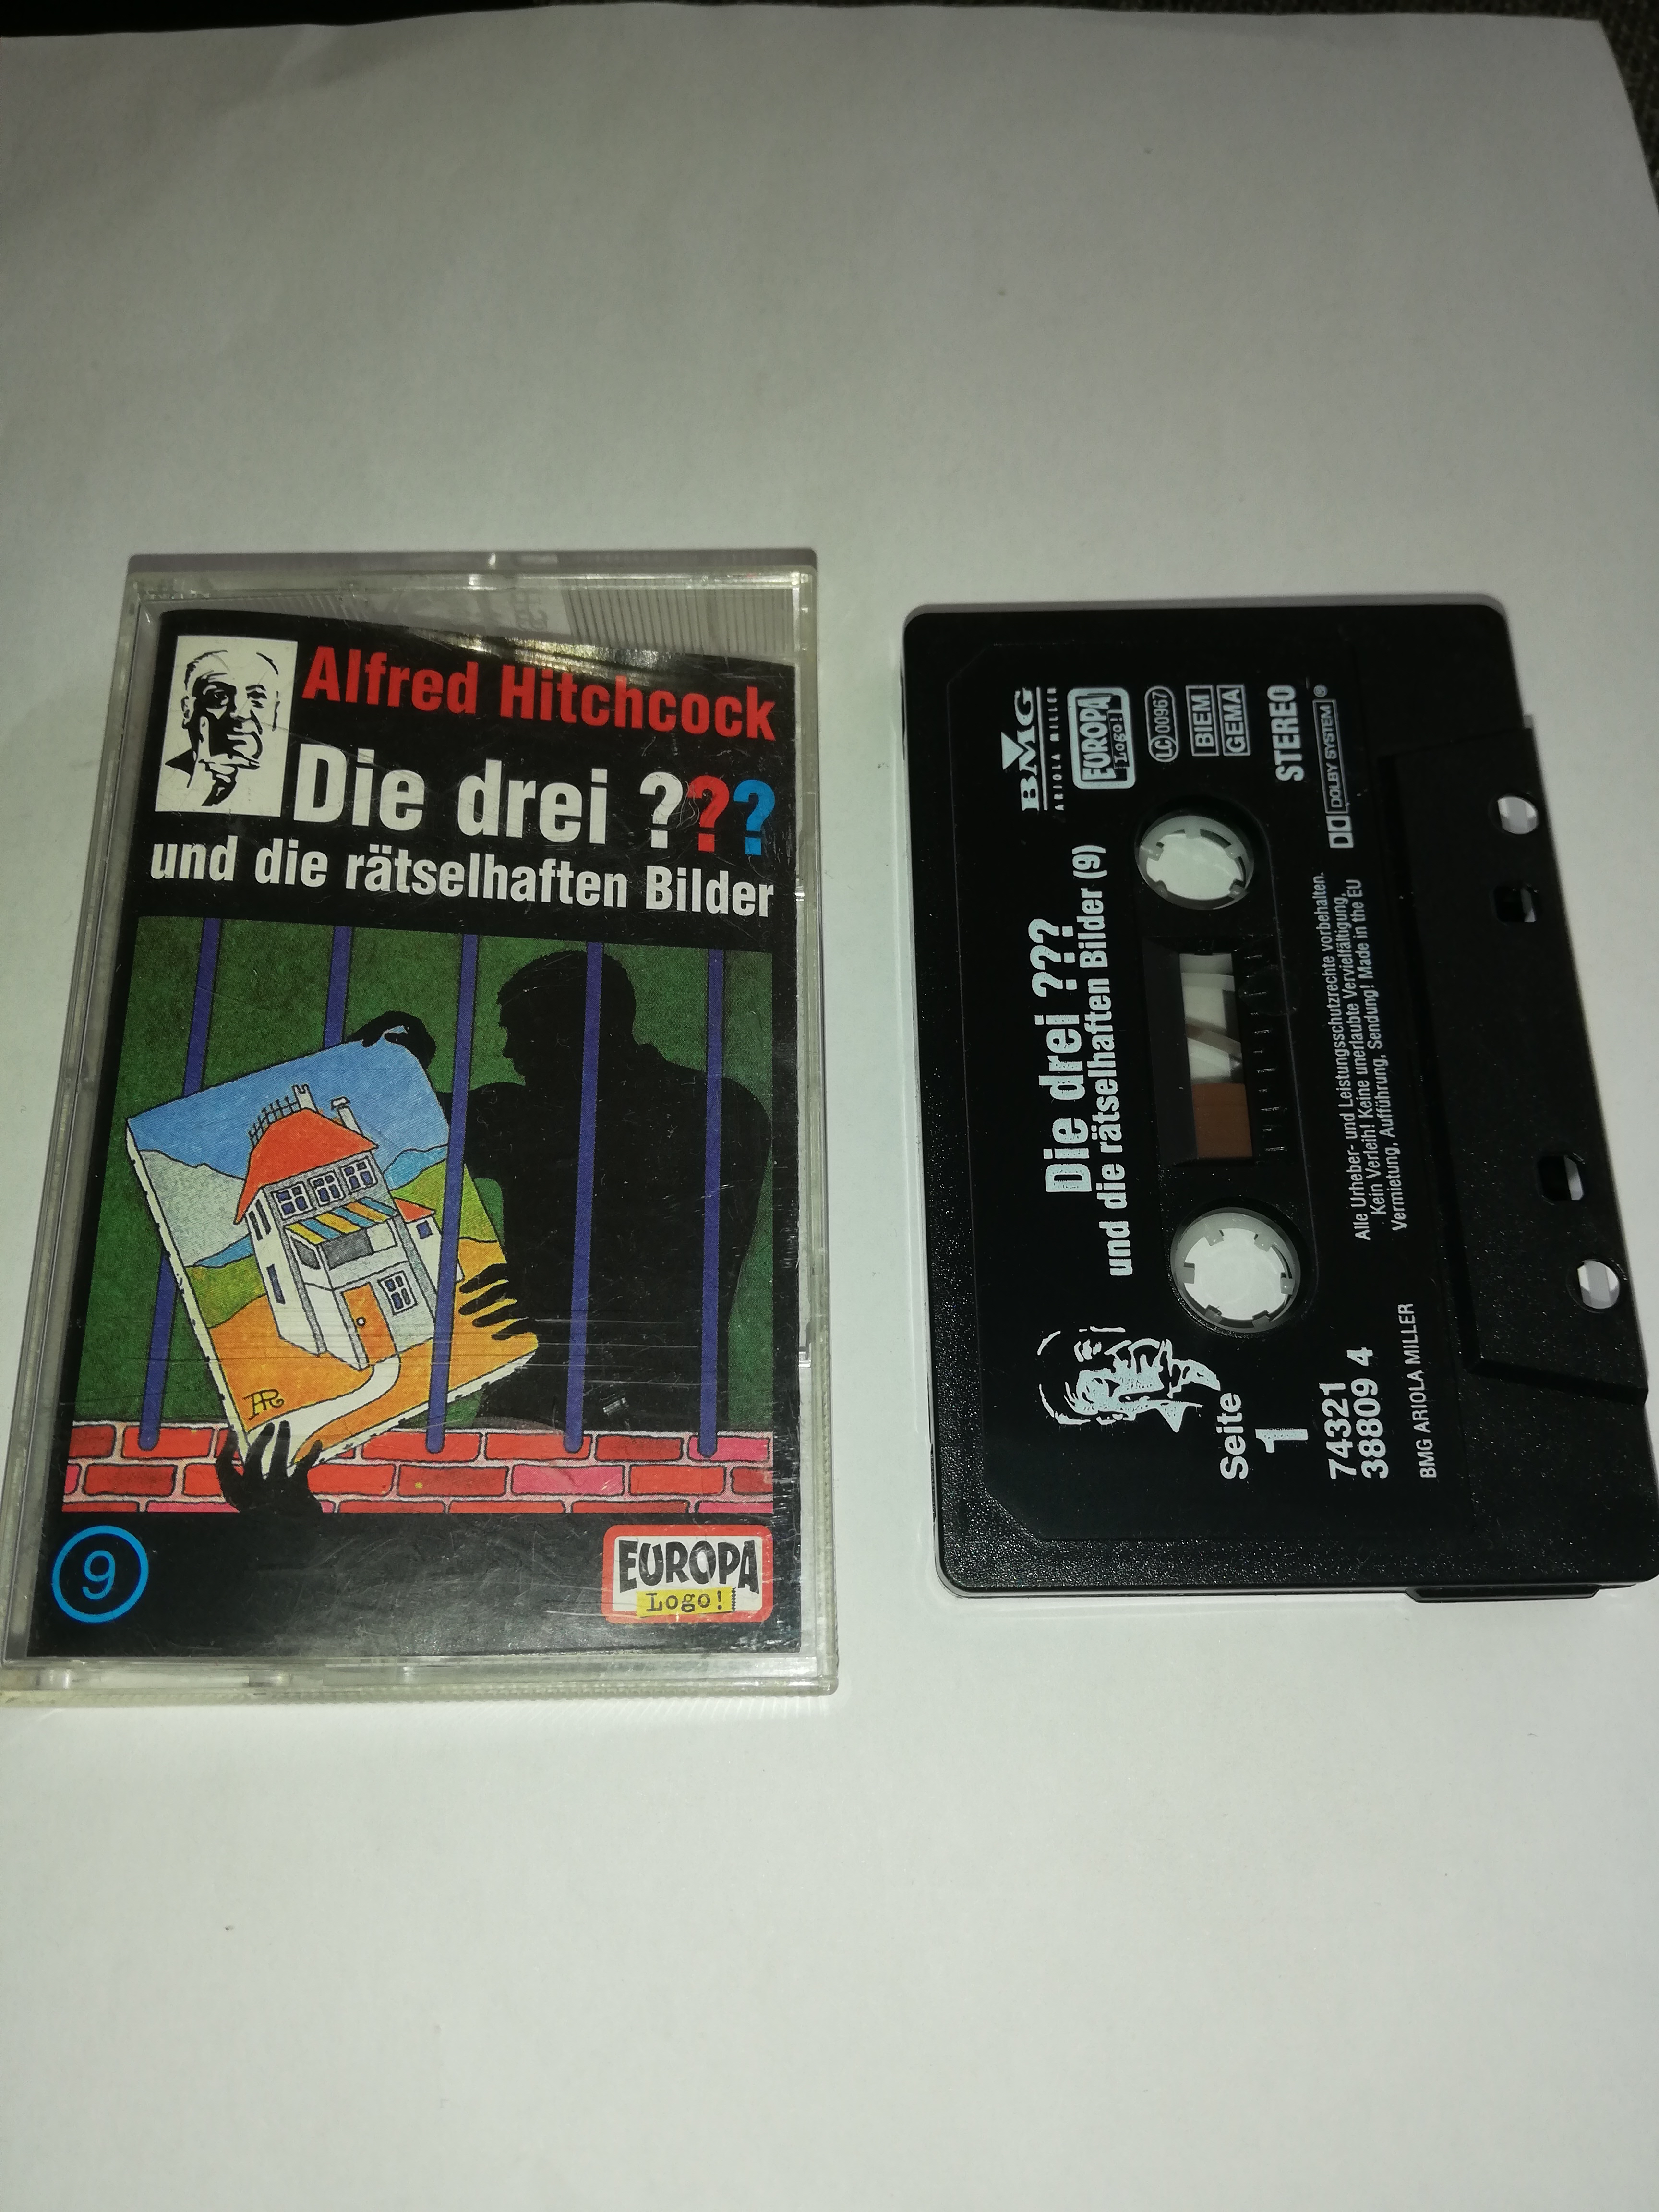 Alfred Hitchcock
Die drei ???
und die rätselhaften Bilder
HR
9
EUROPA
Logo!
BMG
ARIOLA MILLER
EUROPA
Logo!
LC 00967
BIEM
GEMA
STEREO
DOLBY SYSTEM®
Die drei ???
und die rätselhaften Bilder (9)
Seite
1
74321
38809 4
Alle Urheber- und Leistungsschutzrechte vorbehalten.
Kein Verleih! Keine unerlaubte Vervielfältigung,
Vermietung, Aufführung, Sendung! Made in the EU
BMG ARIOLA MILLER